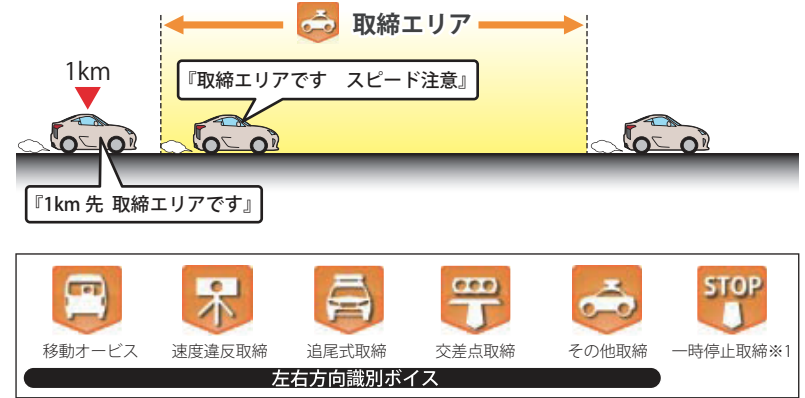 取締エリア
1km
『取締エリアです　スピード注意』
『1km 先 取締エリアです』
STOP
移動オービス 速度違反取締 追尾式取締 交差点取締 その他取締 一時停止取締※1
左右方向識別ボイス